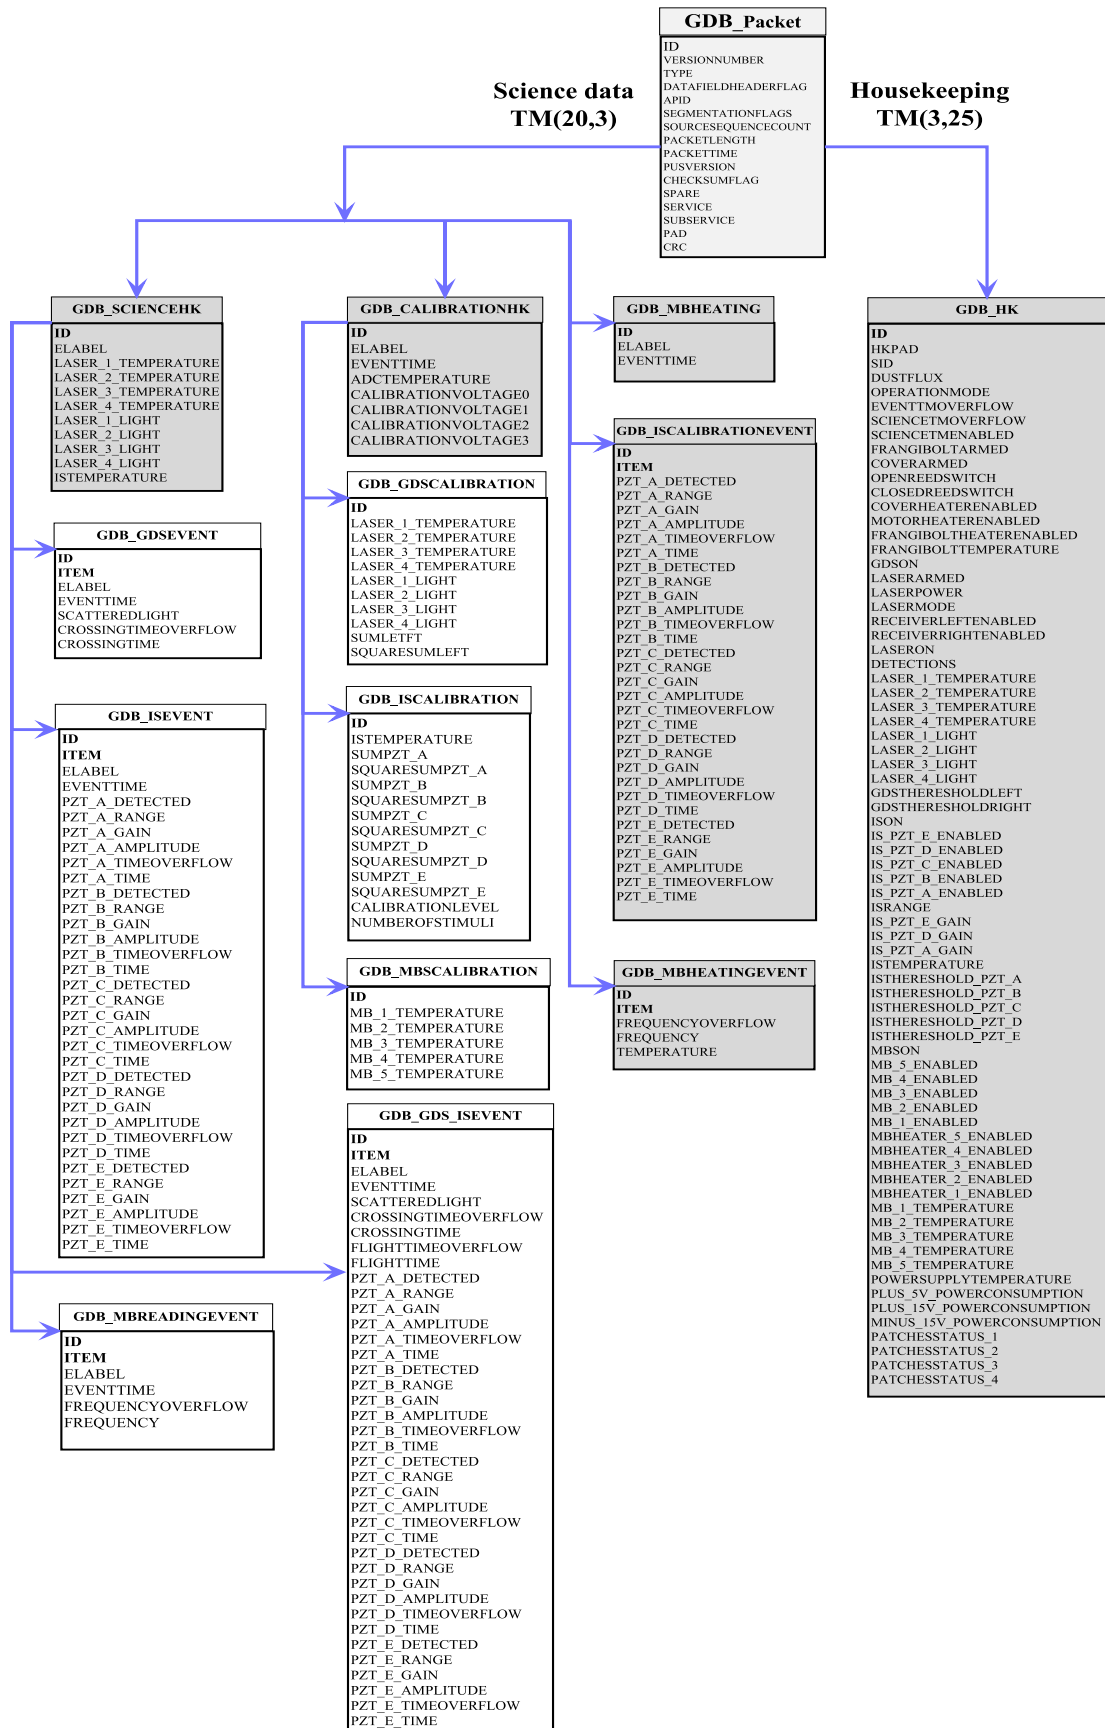 GDB_Packet
ID
VERSIONNUMBER
TYPE
DATAFIELDHEADERFLAG
APID
SEGMENTATIONFLAGS
SOURCESEQUENCECOUNT
PACKETLENGTH
PACKETTIME
PUSVERSION
CHECKSUMFLAG
SPARE
SERVICE
SUBSERVICE
PAD
CRC
Science data
TM(20,3)
Housekeeping
TM(3,25)
GDB_SCIENCEHK
ID
ELABEL
LASER_1_TEMPERATURE
LASER_2_TEMPERATURE
LASER_3_TEMPERATURE
LASER_4_TEMPERATURE
LASER_1_LIGHT
LASER_2_LIGHT
LASER_3_LIGHT
LASER_4_LIGHT
ISTEMPERATURE
GDB_GDSEVENT
ID
ITEM
ELABEL
EVENTTIME
SCATTEREDLIGHT
CROSSINGTIMEOVERFLOW
CROSSINGTIME
GDB_ISEVENT
ID
ITEM
ELABEL
EVENTTIME
PZT_A_DETECTED
PZT_A_RANGE
PZT_A_GAIN
PZT_A_AMPLITUDE
PZT_A_TIMEOVERFLOW
PZT_A_TIME
PZT_B_DETECTED
PZT_B_RANGE
PZT_B_GAIN
PZT_B_AMPLITUDE
PZT_B_TIMEOVERFLOW
PZT_B_TIME
PZT_C_DETECTED
PZT_C_RANGE
PZT_C_GAIN
PZT_C_AMPLITUDE
PZT_C_TIMEOVERFLOW
PZT_C_TIME
PZT_D_DETECTED
PZT_D_RANGE
PZT_D_GAIN
PZT_D_AMPLITUDE
PZT_D_TIMEOVERFLOW
PZT_D_TIME
PZT_E_DETECTED
PZT_E_RANGE
PZT_E_GAIN
PZT_E_AMPLITUDE
PZT_E_TIMEOVERFLOW
PZT_E_TIME
GDB_MBREADINGEVENT
ID
ITEM
ELABEL
EVENTTIME
FREQUENCYOVERFLOW
FREQUENCY
GDB_CALIBRATIONHK
ID
ELABEL
EVENTTIME
ADCTEMPERATURE
CALIBRATIONVOLTAGE0
CALIBRATIONVOLTAGE1
CALIBRATIONVOLTAGE2
CALIBRATIONVOLTAGE3
GDB_GDSCALIBRATION
ID
LASER_1_TEMPERATURE
LASER_2_TEMPERATURE
LASER_3_TEMPERATURE
LASER_4_TEMPERATURE
LASER_1_LIGHT
LASER_2_LIGHT
LASER_3_LIGHT
LASER_4_LIGHT
SUMLETFT
SQUARESUMLEFT
GDB_ISCALIBRATION
ID
ISTEMPERATURE
SUMPZT_A
SQUARESUMPZT_A
SUMPZT_B
SQUARESUMPZT_B
SUMPZT_C
SQUARESUMPZT_C
SUMPZT_D
SQUARESUMPZT_D
SUMPZT_E
SQUARESUMPZT_E
CALIBRATIONLEVEL
NUMBEROFSTIMULI
GDB_MBSCALIBRATION
ID
MB_1_TEMPERATURE
MB_2_TEMPERATURE
MB_3_TEMPERATURE
MB_4_TEMPERATURE
MB_5_TEMPERATURE
GDB_GDS_ISEVENT
ID
ITEM
ELABEL
EVENTTIME
SCATTEREDLIGHT
CROSSINGTIMEOVERFLOW
CROSSINGTIME
FLIGHTTIMEOVERFLOW
FLIGHTTIME
PZT_A_DETECTED
PZT_A_RANGE
PZT_A_GAIN
PZT_A_AMPLITUDE
PZT_A_TIMEOVERFLOW
PZT_A_TIME
PZT_B_DETECTED
PZT_B_RANGE
PZT_B_GAIN
PZT_B_AMPLITUDE
PZT_B_TIMEOVERFLOW
PZT_B_TIME
PZT_C_DETECTED
PZT_C_RANGE
PZT_C_GAIN
PZT_C_AMPLITUDE
PZT_C_TIMEOVERFLOW
PZT_C_TIME
PZT_D_DETECTED
PZT_D_RANGE
PZT_D_GAIN
PZT_D_AMPLITUDE
PZT_D_TIMEOVERFLOW
PZT_D_TIME
PZT_E_DETECTED
PZT_E_RANGE
PZT_E_GAIN
PZT_E_AMPLITUDE
PZT_E_TIMEOVERFLOW
PZT_E_TIME
GDB_MBHEATING
ID
ELABEL
EVENTTIME
GDB_ISCALIBRATIONEVENT
ID
ITEM
PZT_A_DETECTED
PZT_A_RANGE
PZT_A_GAIN
PZT_A_AMPLITUDE
PZT_A_TIMEOVERFLOW
PZT_A_TIME
PZT_B_DETECTED
PZT_B_RANGE
PZT_B_GAIN
PZT_B_AMPLITUDE
PZT_B_TIMEOVERFLOW
PZT_B_TIME
PZT_C_DETECTED
PZT_C_RANGE
PZT_C_GAIN
PZT_C_AMPLITUDE
PZT_C_TIMEOVERFLOW
PZT_C_TIME
PZT_D_DETECTED
PZT_D_RANGE
PZT_D_GAIN
PZT_D_AMPLITUDE
PZT_D_TIMEOVERFLOW
PZT_D_TIME
PZT_E_DETECTED
PZT_E_RANGE
PZT_E_GAIN
PZT_E_AMPLITUDE
PZT_E_TIMEOVERFLOW
PZT_E_TIME
GDB_MBHEATINGEVENT
ID
ITEM
FREQUENCYOVERFLOW
FREQUENCY
TEMPERATURE
GDB_HK
ID
HKPAD
SID
DUSTFLUX
OPERATIONMODE
EVENTTMOVERFLOW
SCIENCETMOVERFLOW
SCIENCETMENABLED
FRANGIBOLTARMED
COVERARMED
OPENREEDSWITCH
CLOSEDREEDSWITCH
COVERHEATERENABLED
MOTORHEATERENABLED
FRANGIBOLTHEATERENABLED
FRANGIBOLTTEMPERATURE
GDSON
LASERARMED
LASERPOWER
LASERMODE
RECEIVERLEFTENABLED
RECEIVERRIGHTENABLED
LASERON
DETECTIONS
LASER_1_TEMPERATURE
LASER_2_TEMPERATURE
LASER_3_TEMPERATURE
LASER_4_TEMPERATURE
LASER_1_LIGHT
LASER_2_LIGHT
LASER_3_LIGHT
LASER_4_LIGHT
GDSTHERESHOLDLEFT
GDSTHERESHOLDRIGHT
ISON
IS_PZT_E_ENABLED
IS_PZT_D_ENABLED
IS_PZT_C_ENABLED
IS_PZT_B_ENABLED
IS_PZT_A_ENABLED
ISRANGE
IS_PZT_E_GAIN
IS_PZT_D_GAIN
IS_PZT_A_GAIN
ISTEMPERATURE
ISTHERESHOLD_PZT_A
ISTHERESHOLD_PZT_B
ISTHERESHOLD_PZT_C
ISTHERESHOLD_PZT_D
ISTHERESHOLD_PZT_E
MBSON
MB_5_ENABLED
MB_4_ENABLED
MB_3_ENABLED
MB_2_ENABLED
MB_1_ENABLED
MBHEATER_5_ENABLED
MBHEATER_4_ENABLED
MBHEATER_3_ENABLED
MBHEATER_2_ENABLED
MBHEATER_1_ENABLED
MB_1_TEMPERATURE
MB_2_TEMPERATURE
MB_3_TEMPERATURE
MB_4_TEMPERATURE
MB_5_TEMPERATURE
POWERSUPPLYTEMPERATURE
PLUS_5V_POWERCONSUMPTION
PLUS_15V_POWERCONSUMPTION
MINUS_15V_POWERCONSUMPTION
PATCHESSTATUS_1
PATCHESSTATUS_2
PATCHESSTATUS_3
PATCHESSTATUS_4